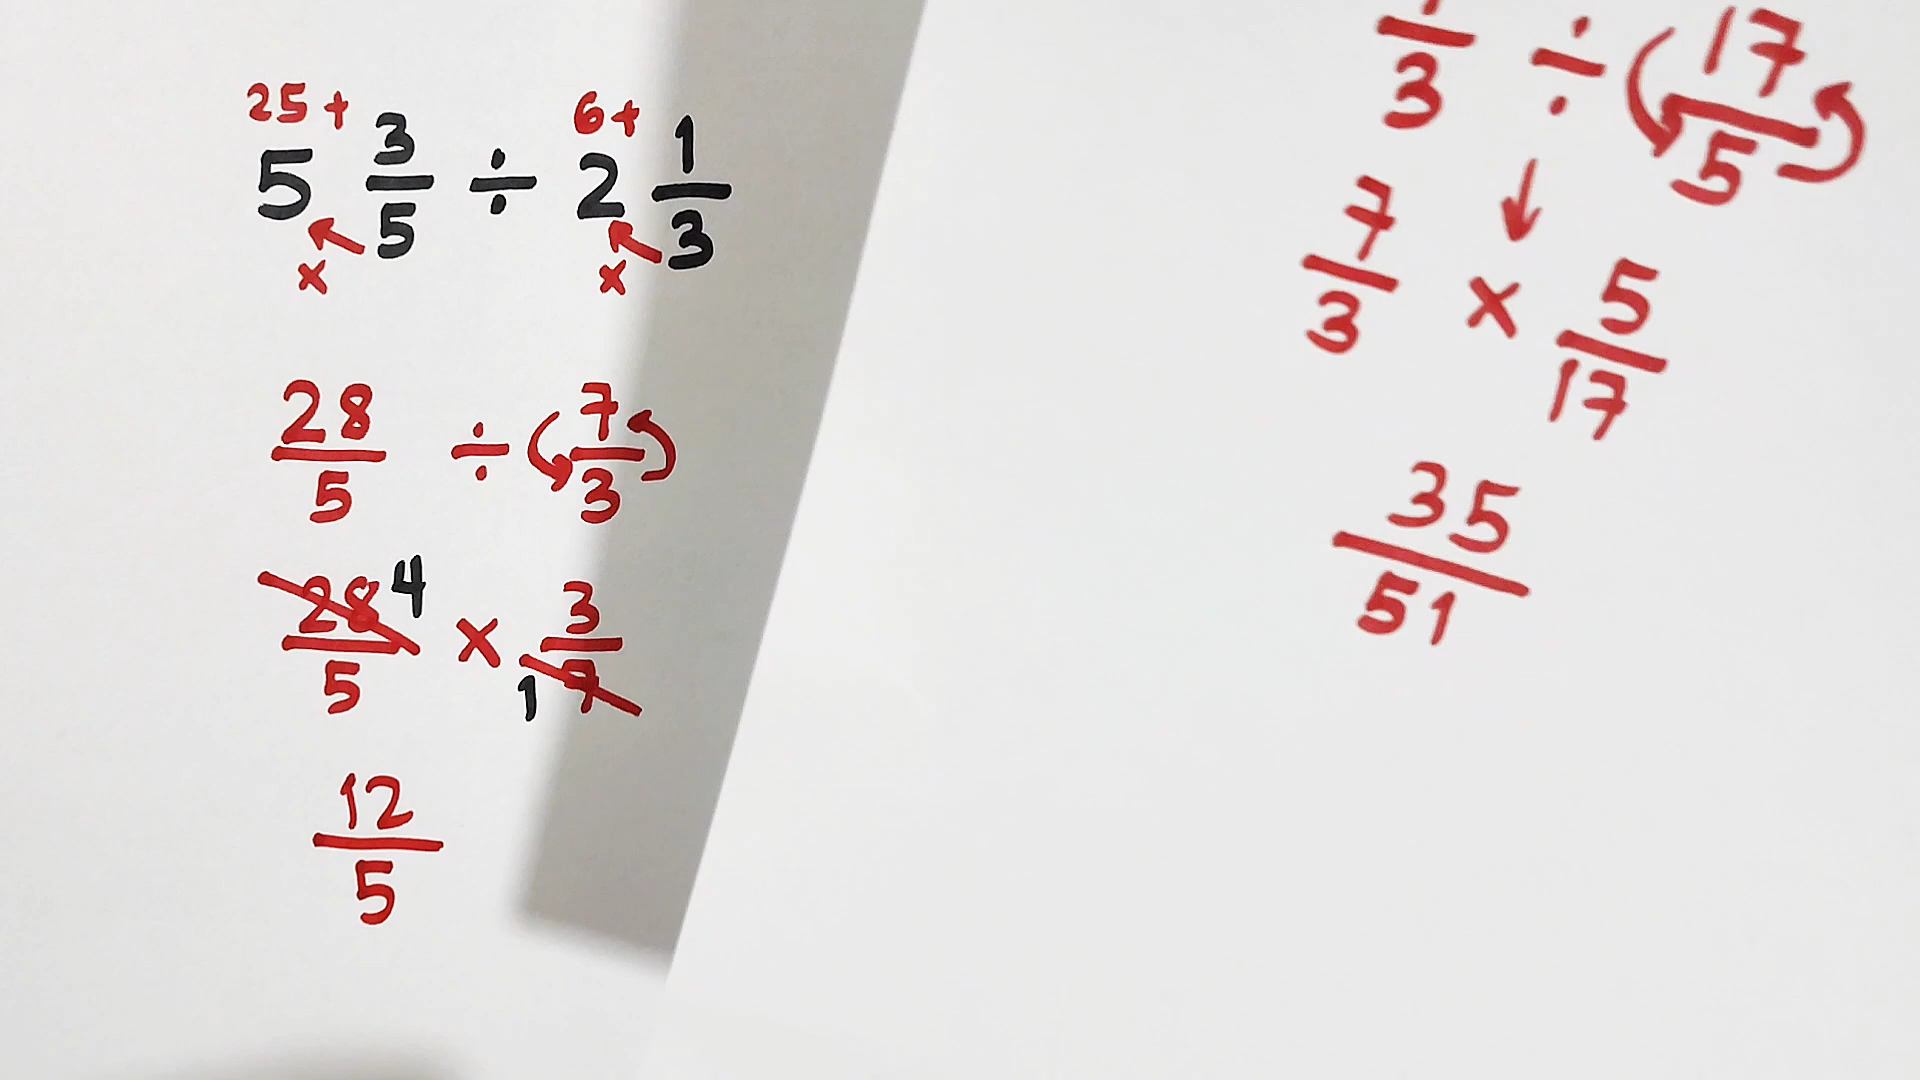 25 + 6 +
5 3/5 ÷ 2 1/3
x x
28/5 ÷ 7/3
28/5 4 x 3/7 1
12/5
/3 ÷ 17/5
7/3 x 5/17
35/51